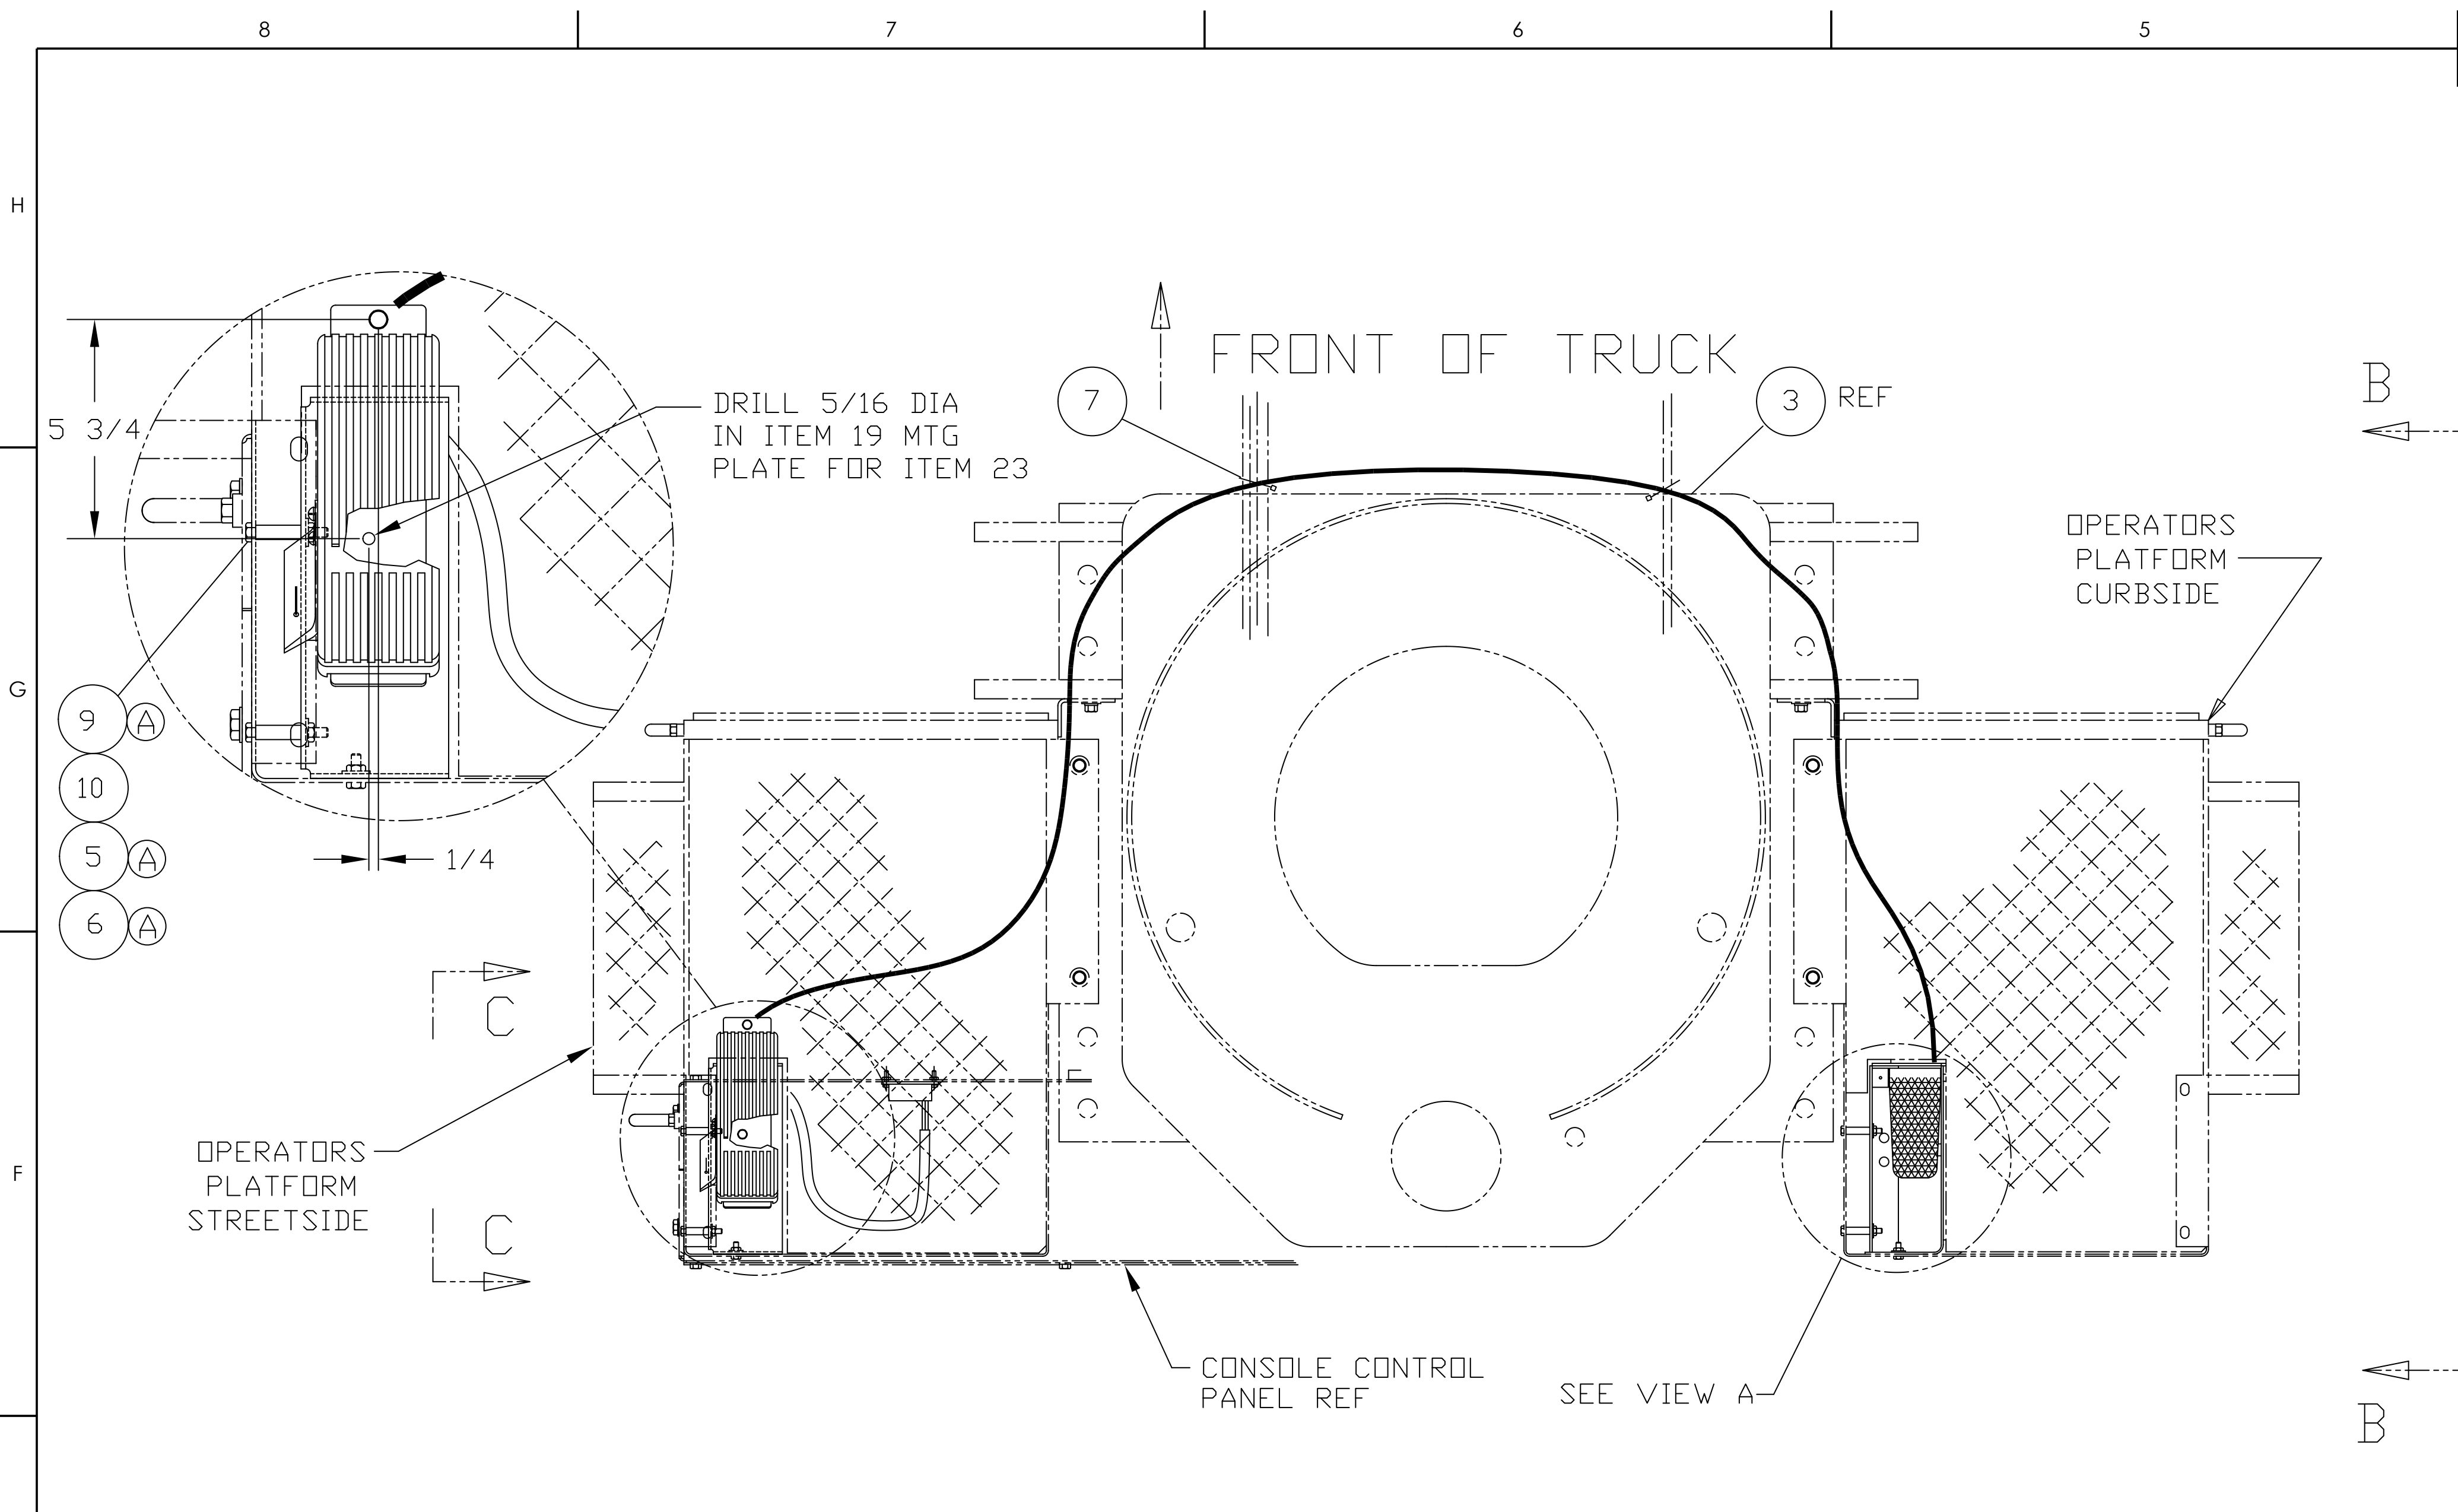 8 7 6 5
H
G
F
5 3/4
DRILL 5/16 DIA
IN ITEM 19 MTG
PLATE FOR ITEM 23
FRONT OF TRUCK
7
3 REF
B
OPERATORS
PLATFORM
CURBSIDE
9 A
10
5 A
6 A
1/4
C
C
OPERATORS
PLATFORM
STREETSIDE
CONSOLE CONTROL
PANEL REF
SEE VIEW A
B